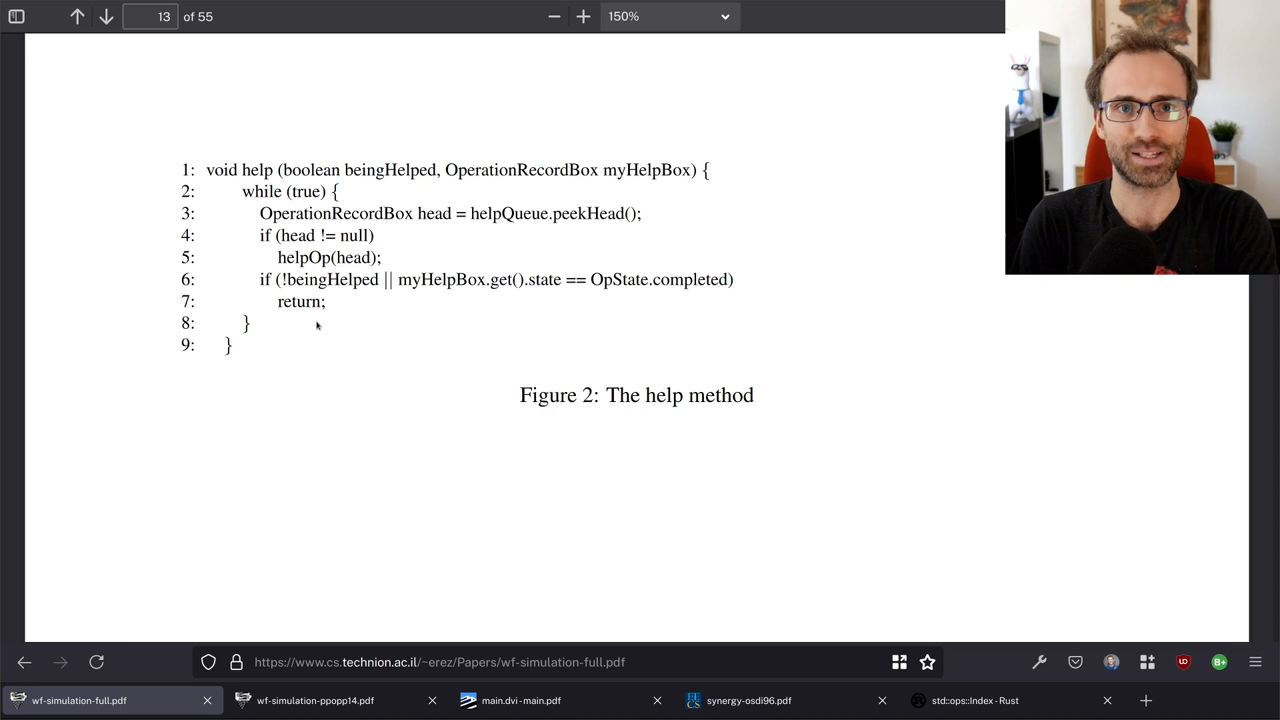 13 of 55
150%
1: void help (boolean beingHelped, OperationRecordBox myHelpBox) {
2: while (true) {
3: OperationRecordBox head = helpQueue.peekHead();
4: if (head != null)
5: helpOp(head);
6: if (!beingHelped || myHelpBox.get().state == OpState.completed)
7: return;
8: }
9: }
Figure 2: The help method
https://www.cs.technion.ac.il/~erez/Papers/wf-simulation-full.pdf
wf-simulation-full.pdf
wf-simulation-ppopp14.pdf
main.dvi - main.pdf
synergy-osdi96.pdf
std::ops::Index - Rust